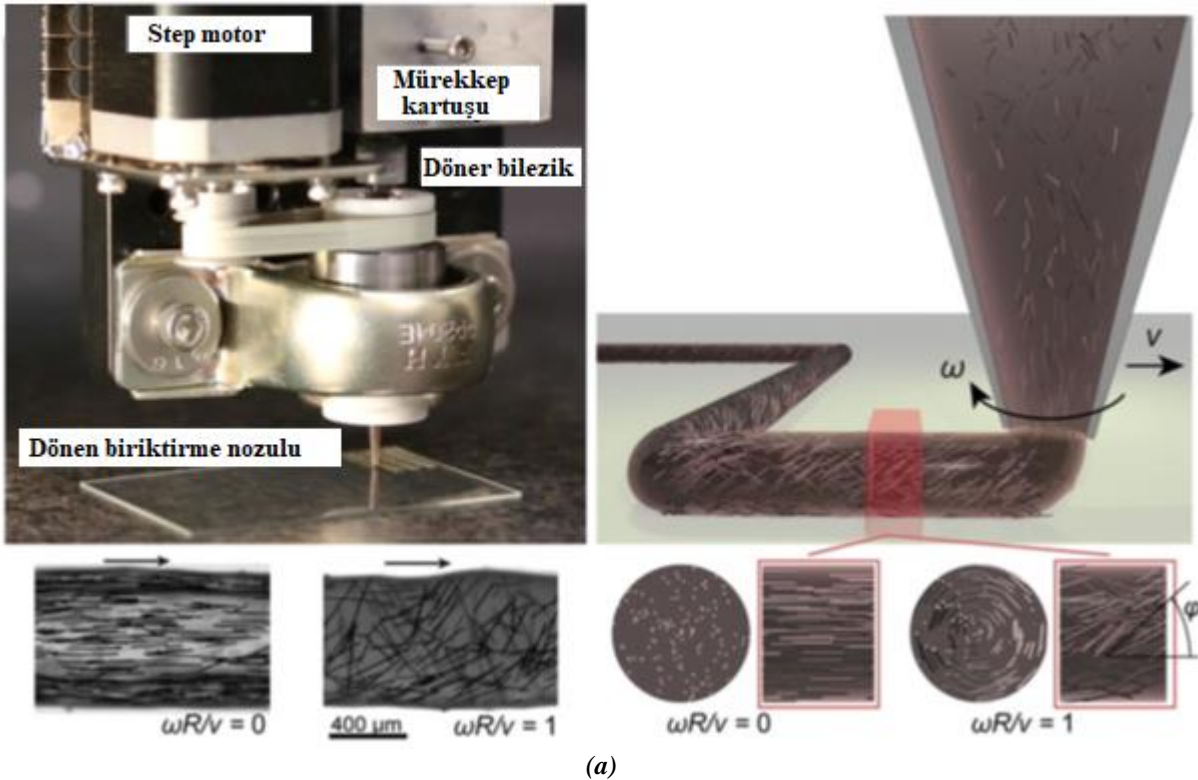 Step motor
Mürekkep
kartuşu
Döner bilezik
Dönen biriktirme nozulu
ω
v
ωR/v = 0
400 µm
ωR/v = 1
ωR/v = 0
ωR/v = 1
φ
(a)